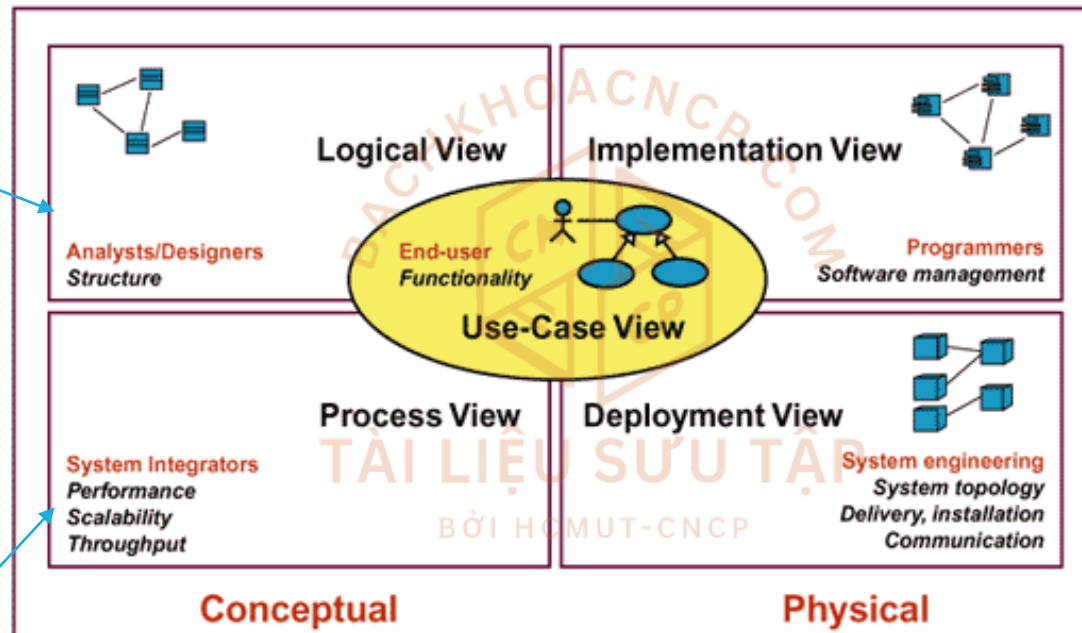 Logical View
Implementation View
Analysts/Designers
Structure
End-user
Functionality
Programmers
Software management
Use-Case View
Process View
Deployment View
System Integrators
Performance
Scalability
Throughput
System engineering
System topology
Delivery, installation
Communication
Conceptual
Physical
BACHKHOACNCP.COM
CN
CP
TÀI LIỆU SƯU TẬP
BỞI HCMUT-CNCP